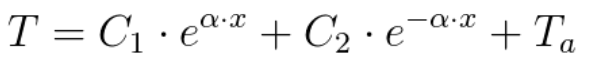 T = C₁ · e^{α·x} + C₂ · e^{−α·x} + Tₐ